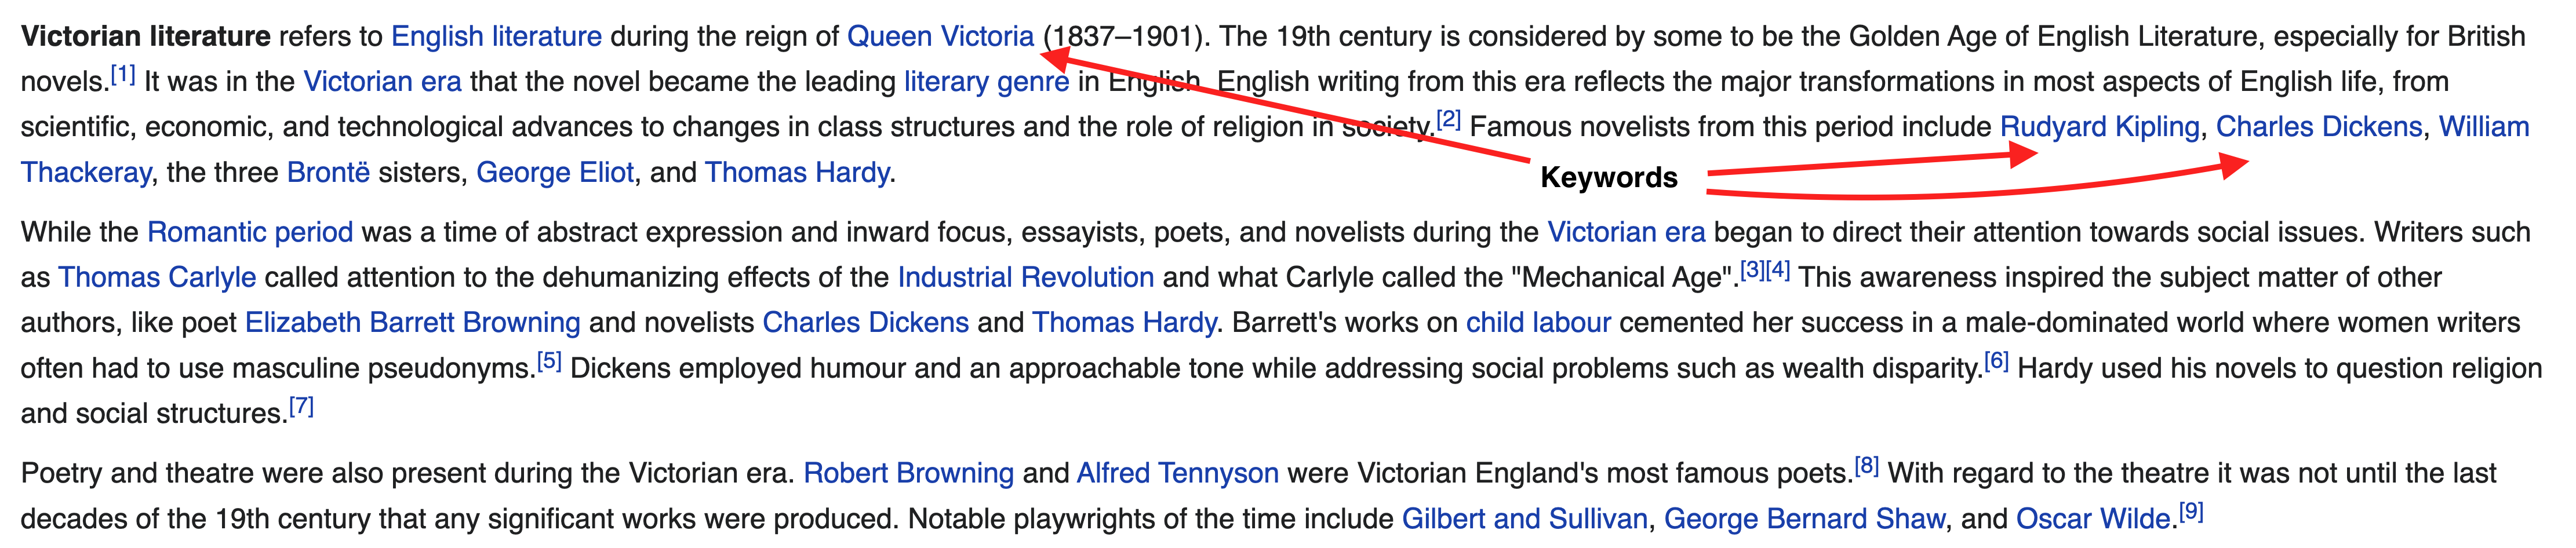 Victorian literature refers to English literature during the reign of Queen Victoria (1837–1901). The 19th century is considered by some to be the Golden Age of English Literature, especially for British
novels.[1] It was in the Victorian era that the novel became the leading literary genre in English. English writing from this era reflects the major transformations in most aspects of English life, from
scientific, economic, and technological advances to changes in class structures and the role of religion in society.[2] Famous novelists from this period include Rudyard Kipling, Charles Dickens, William
Thackeray, the three Brontë sisters, George Eliot, and Thomas Hardy.
Keywords
While the Romantic period was a time of abstract expression and inward focus, essayists, poets, and novelists during the Victorian era began to direct their attention towards social issues. Writers such
as Thomas Carlyle called attention to the dehumanizing effects of the Industrial Revolution and what Carlyle called the "Mechanical Age".[3][4] This awareness inspired the subject matter of other
authors, like poet Elizabeth Barrett Browning and novelists Charles Dickens and Thomas Hardy. Barrett's works on child labour cemented her success in a male-dominated world where women writers
often had to use masculine pseudonyms.[5] Dickens employed humour and an approachable tone while addressing social problems such as wealth disparity.[6] Hardy used his novels to question religion
and social structures.[7]
Poetry and theatre were also present during the Victorian era. Robert Browning and Alfred Tennyson were Victorian England's most famous poets.[8] With regard to the theatre it was not until the last
decades of the 19th century that any significant works were produced. Notable playwrights of the time include Gilbert and Sullivan, George Bernard Shaw, and Oscar Wilde.[9]